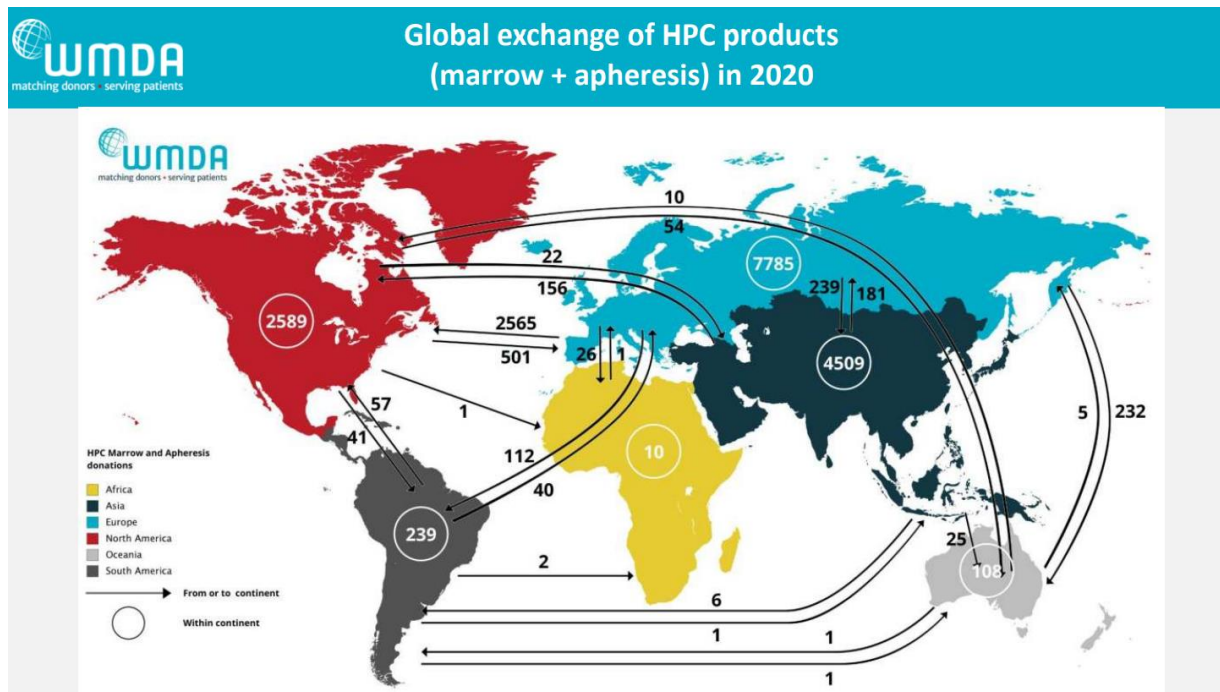 WMDA
matching donors • serving patients
Global exchange of HPC products
(marrow + apheresis) in 2020
WMDA
matching donors • serving patients
10
54
22
156
7785
239
181
2589
2565
501
26
1
4509
57
41
1
5
232
112
40
10
239
25
108
2
6
1
1
1
HPC Marrow and Apheresis
donations
Africa
Asia
Europe
North America
Oceania
South America
From or to continent
Within continent